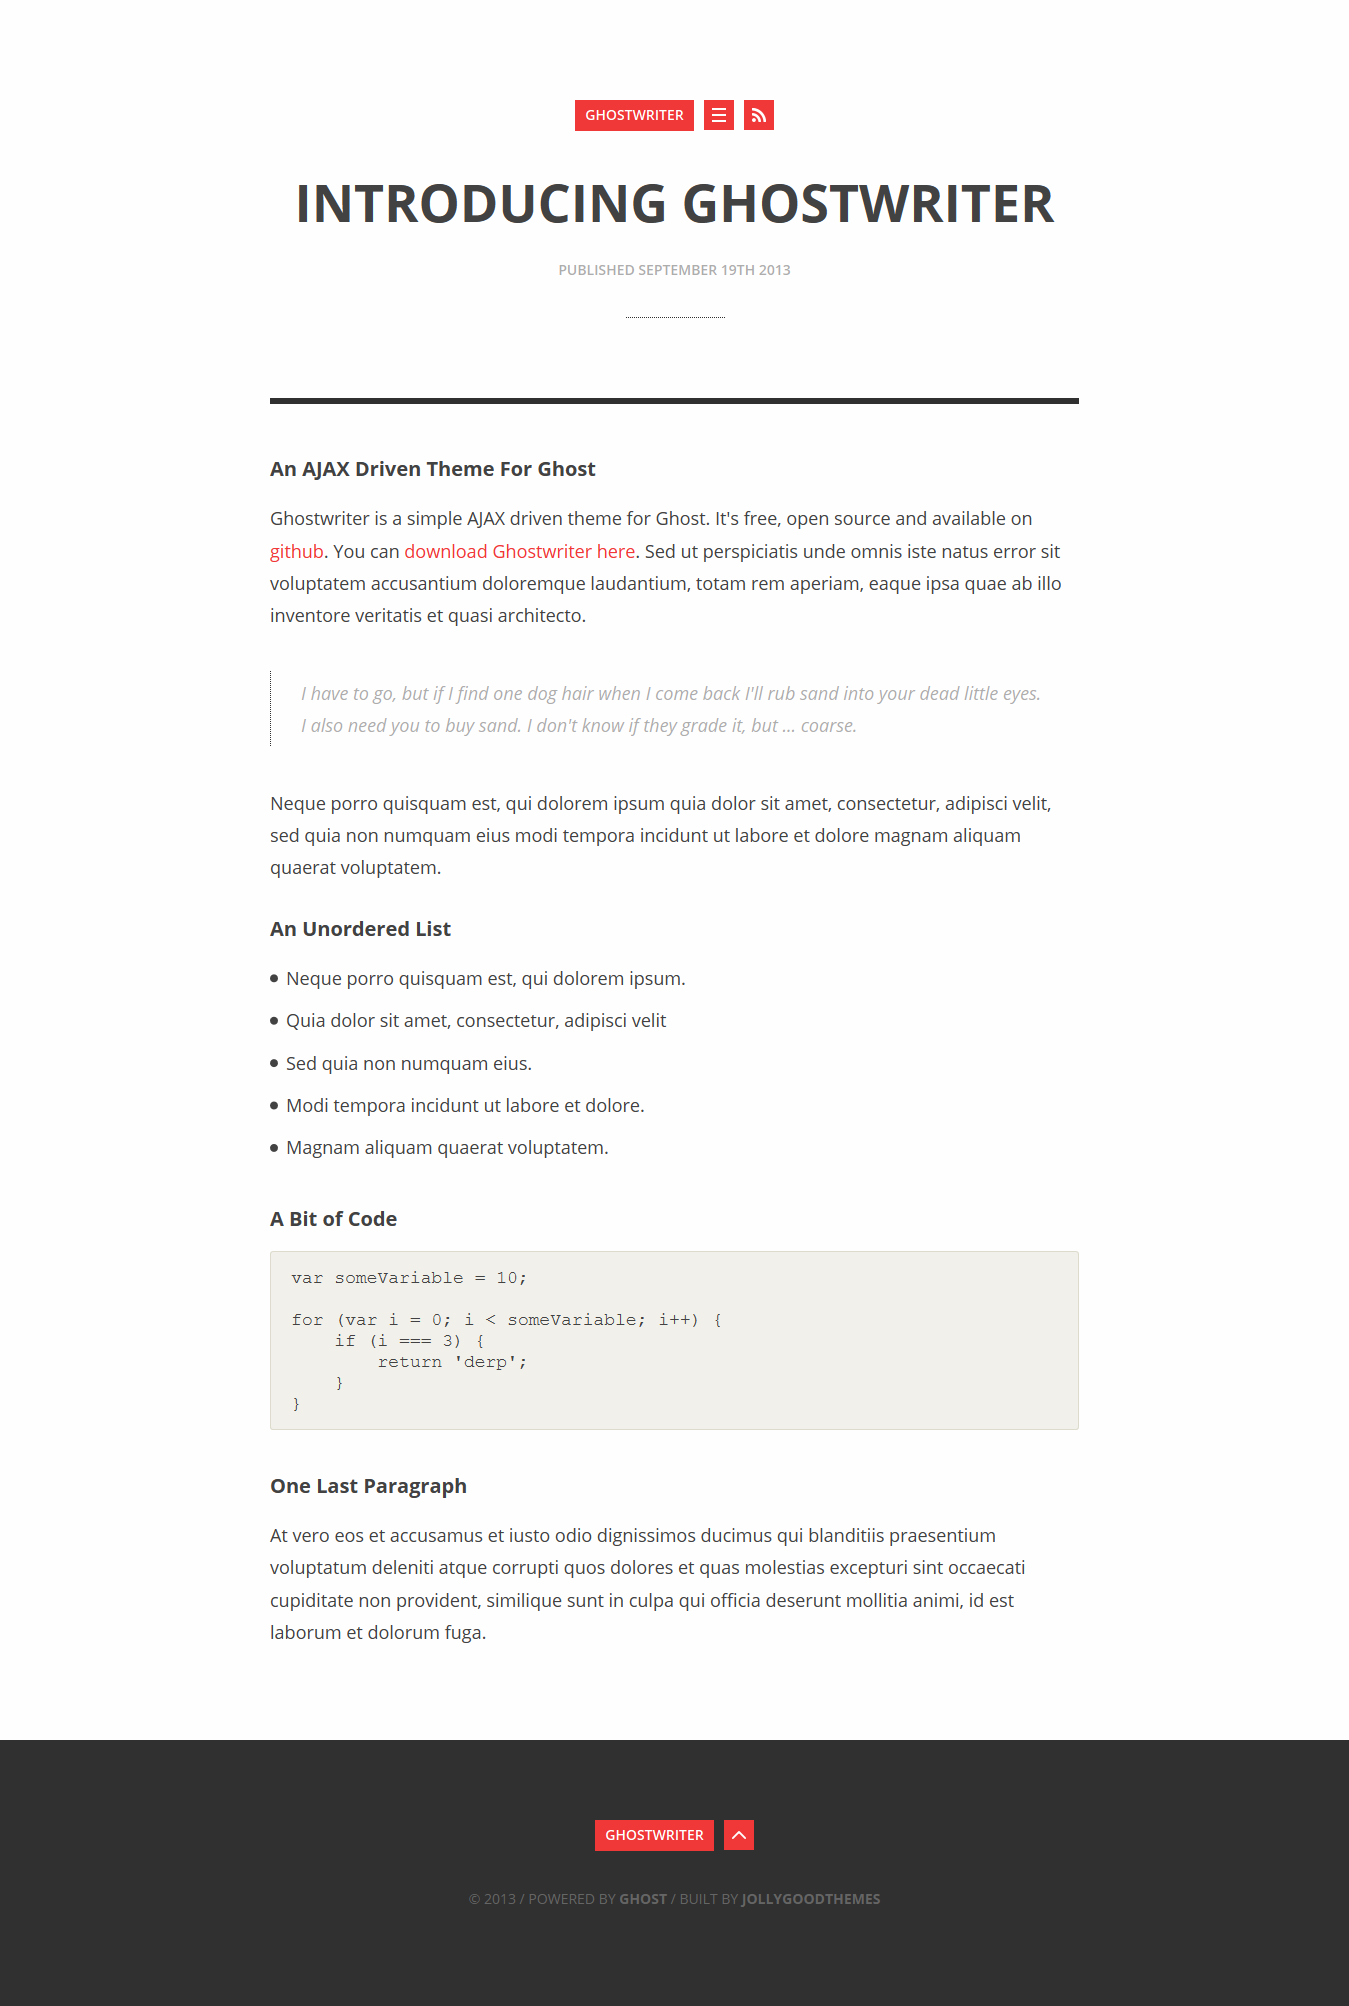 GHOSTWRITER
INTRODUCING GHOSTWRITER
PUBLISHED SEPTEMBER 19TH 2013
An AJAX Driven Theme For Ghost
Ghostwriter is a simple AJAX driven theme for Ghost. It's free, open source and available on
github. You can download Ghostwriter here. Sed ut perspiciatis unde omnis iste natus error sit
voluptatem accusantium doloremque laudantium, totam rem aperiam, eaque ipsa quae ab illo
inventore veritatis et quasi architecto.
I have to go, but if I find one dog hair when I come back I'll rub sand into your dead little eyes.
I also need you to buy sand. I don't know if they grade it, but ... coarse.
Neque porro quisquam est, qui dolorem ipsum quia dolor sit amet, consectetur, adipisci velit,
sed quia non numquam eius modi tempora incidunt ut labore et dolore magnam aliquam
quaerat voluptatem.
An Unordered List
• Neque porro quisquam est, qui dolorem ipsum.
• Quia dolor sit amet, consectetur, adipisci velit
• Sed quia non numquam eius.
• Modi tempora incidunt ut labore et dolore.
• Magnam aliquam quaerat voluptatem.
A Bit of Code
var someVariable = 10;
for (var i = 0; i < someVariable; i++) {
    if (i === 3) {
        return 'derp';
    }
}
One Last Paragraph
At vero eos et accusamus et iusto odio dignissimos ducimus qui blanditiis praesentium
voluptatum deleniti atque corrupti quos dolores et quas molestias excepturi sint occaecati
cupiditate non provident, similique sunt in culpa qui officia deserunt mollitia animi, id est
laborum et dolorum fuga.
GHOSTWRITER
© 2013 / POWERED BY GHOST / BUILT BY JOLLYGOODTHEMES